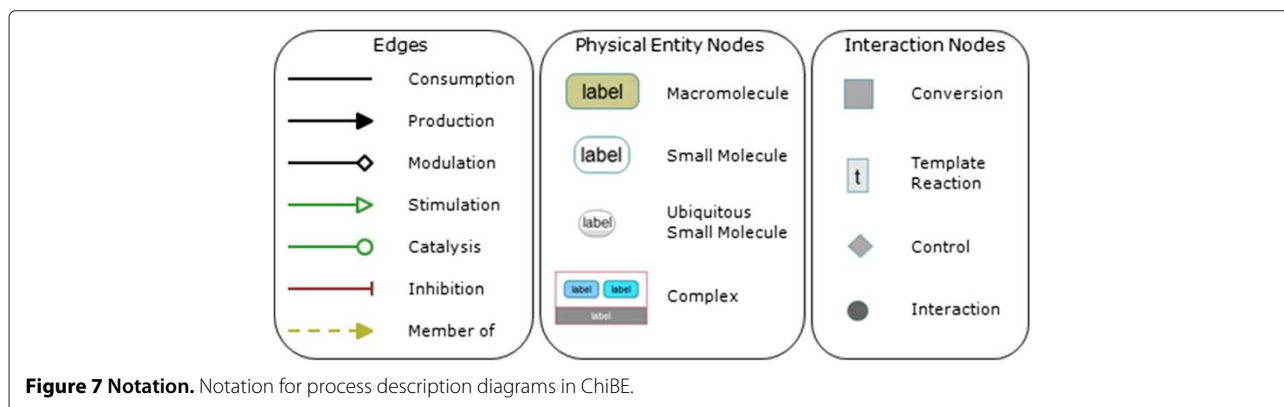 Edges
Consumption
Production
Modulation
Stimulation
Catalysis
Inhibition
Member of
Physical Entity Nodes
label
Macromolecule
label
Small Molecule
label
Ubiquitous
Small Molecule
label label
label
Complex
Interaction Nodes
Conversion
t
Template
Reaction
Control
Interaction
Figure 7 Notation. Notation for process description diagrams in ChiBE.